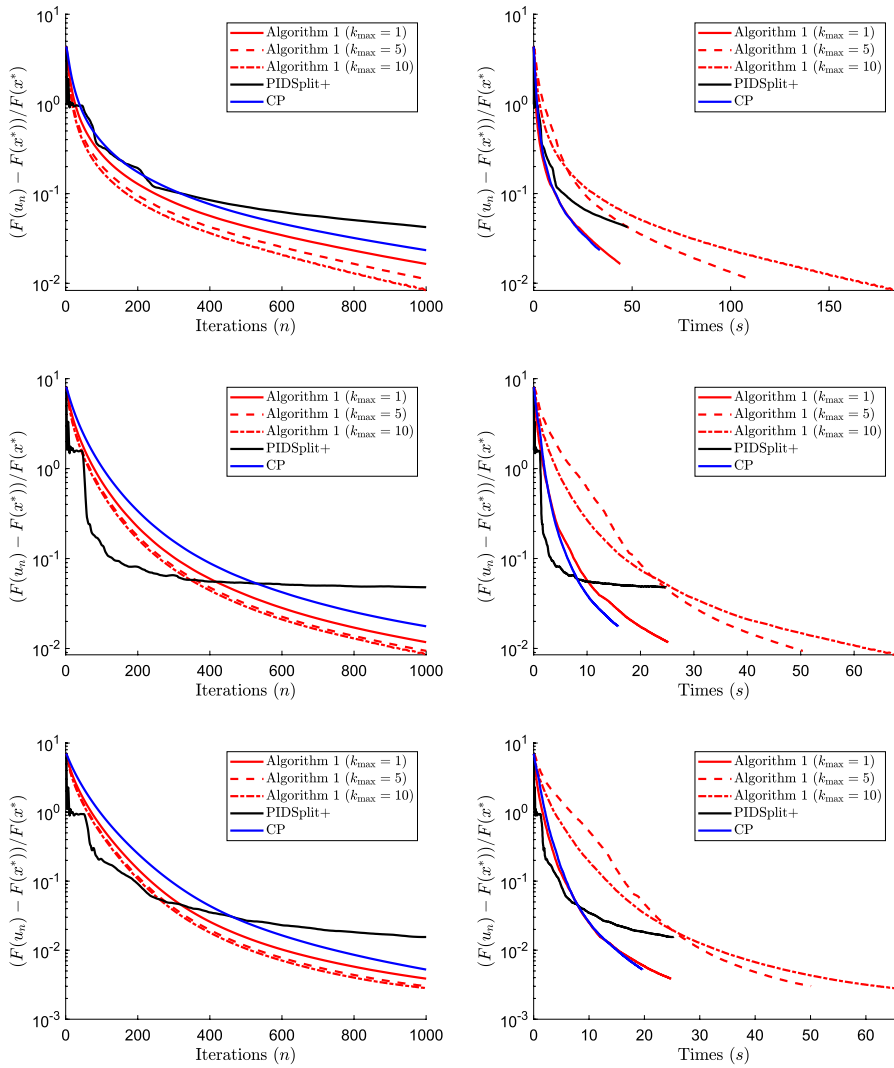 10^1
10^0
10^-1
10^-2
(F(u_n) − F(x*))/F(x*)
0 200 400 600 800 1000
Iterations (n)
Algorithm 1 (k_max = 1)
Algorithm 1 (k_max = 5)
Algorithm 1 (k_max = 10)
PIDSplit+
CP
10^1
10^0
10^-1
10^-2
(F(u_n) − F(x*))/F(x*)
0 50 100 150
Times (s)
Algorithm 1 (k_max = 1)
Algorithm 1 (k_max = 5)
Algorithm 1 (k_max = 10)
PIDSplit+
CP
10^1
10^0
10^-1
10^-2
(F(u_n) − F(x*))/F(x*)
0 200 400 600 800 1000
Iterations (n)
Algorithm 1 (k_max = 1)
Algorithm 1 (k_max = 5)
Algorithm 1 (k_max = 10)
PIDSplit+
CP
10^1
10^0
10^-1
10^-2
(F(u_n) − F(x*))/F(x*)
0 10 20 30 40 50 60
Times (s)
Algorithm 1 (k_max = 1)
Algorithm 1 (k_max = 5)
Algorithm 1 (k_max = 10)
PIDSplit+
CP
10^1
10^0
10^-1
10^-2
10^-3
(F(u_n) − F(x*))/F(x*)
0 200 400 600 800 1000
Iterations (n)
Algorithm 1 (k_max = 1)
Algorithm 1 (k_max = 5)
Algorithm 1 (k_max = 10)
PIDSplit+
CP
10^1
10^0
10^-1
10^-2
10^-3
(F(u_n) − F(x*))/F(x*)
0 10 20 30 40 50 60
Times (s)
Algorithm 1 (k_max = 1)
Algorithm 1 (k_max = 5)
Algorithm 1 (k_max = 10)
PIDSplit+
CP